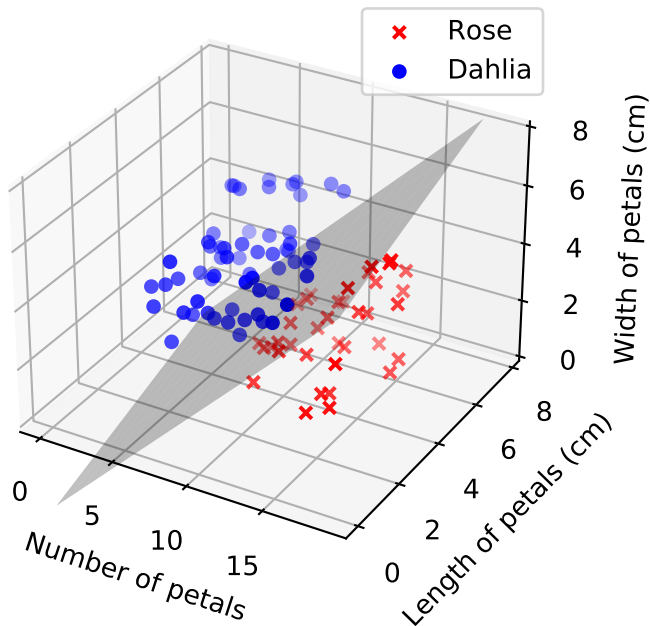 Rose
Dahlia
8
6
4
2
0
Width of petals (cm)
8
6
4
2
0
Length of petals (cm)
0
5
10
15
Number of petals